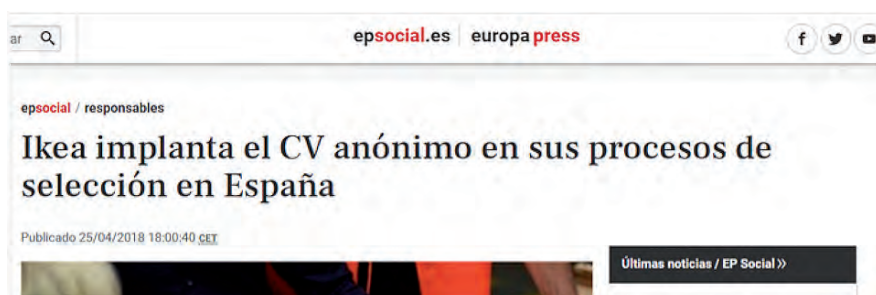 ar
epsocial.es europa press
epsocial / responsables
Ikea implanta el CV anónimo en sus procesos de
selección en España
Publicado 25/04/2018 18:00:40 CET
Últimas noticias / EP Social »